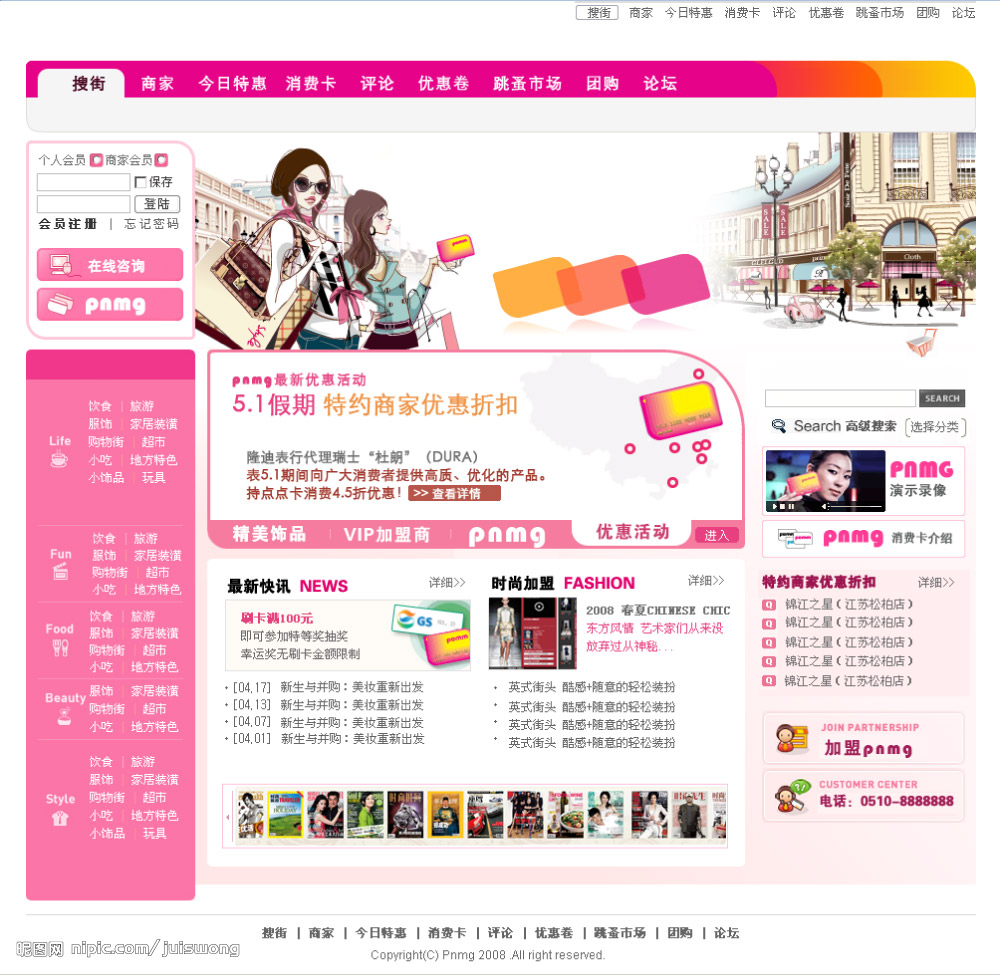 搜街 商家 今日特惠 消费卡 评论 优惠卷 跳蚤市场 团购 论坛
搜街 商家 今日特惠 消费卡 评论 优惠卷 跳蚤市场 团购 论坛
个人会员 商家会员
保存
登陆
会员注册 | 忘记密码
在线咨询
pnmg
SALE SALE
Cloth
Life
饮食 | 旅游
服饰 | 家居装潢
购物街 | 超市
小吃 | 地方特色
小饰品 | 玩具
Fun
饮食 | 旅游
服饰 | 家居装潢
购物街 | 超市
小吃 | 地方特色
Food
饮食 | 旅游
服饰 | 家居装潢
购物街 | 超市
小吃 | 地方特色
Beauty
服饰 | 家居装潢
购物街 | 超市
小吃 | 地方特色
Style
饮食 | 旅游
服饰 | 家居装潢
购物街 | 超市
小吃 | 地方特色
小饰品 | 玩具
pnmg最新优惠活动
5.1假期 特约商家优惠折扣
隆迪表行代理瑞士“杜朗”（DURA）
表5.1期间向广大消费者提供高质、优化的产品。
持点点卡消费4.5折优惠！ >> 查看详情
精美饰品 | VIP加盟商 | pnmg 优惠活动 进入
最新快讯 NEWS 详细>>
刷卡满100元
即可参加特等奖抽奖
幸运奖无刷卡金额限制
GS
pnmm
· [04,17] 新生与并购：美妆重新出发
· [04,13] 新生与并购：美妆重新出发
· [04,07] 新生与并购：美妆重新出发
· [04,01] 新生与并购：美妆重新出发
时尚加盟 FASHION 详细>>
2008 春夏CHINESE CHIC
东方风情 艺术家们从来没
放弃过从神秘...
· 英式街头 酷感+随意的轻松装扮
· 英式街头 酷感+随意的轻松装扮
· 英式街头 酷感+随意的轻松装扮
· 英式街头 酷感+随意的轻松装扮
SEARCH
Search 高级搜索 (选择分类)
PNMG
演示录像
pnmg 消费卡介绍
特约商家优惠折扣 详细>>
Q 锦江之星（江苏松柏店）
Q 锦江之星（江苏松柏店）
Q 锦江之星（江苏松柏店）
Q 锦江之星（江苏松柏店）
Q 锦江之星（江苏松柏店）
JOIN PARTNERSHIP
加盟pnmg
CUSTOMER CENTER
电话：0510-8888888
搜街 | 商家 | 今日特惠 | 消费卡 | 评论 | 优惠卷 | 跳蚤市场 | 团购 | 论坛
Copyright(C) Pnmg 2008 .All right reserved.
昵图网 nipic.com/juiswong